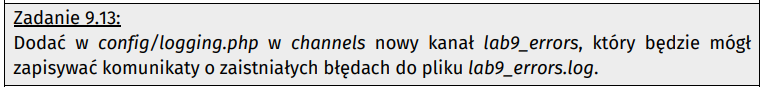 Zadanie 9.13:
Dodać w config/logging.php w channels nowy kanał lab9_errors, który będzie mógł
zapisywać komunikaty o zaistniałych błędach do pliku lab9_errors.log.